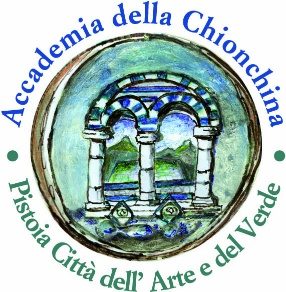 Accademia della Chionchina
Pistoia Città dell' Arte e del Verde